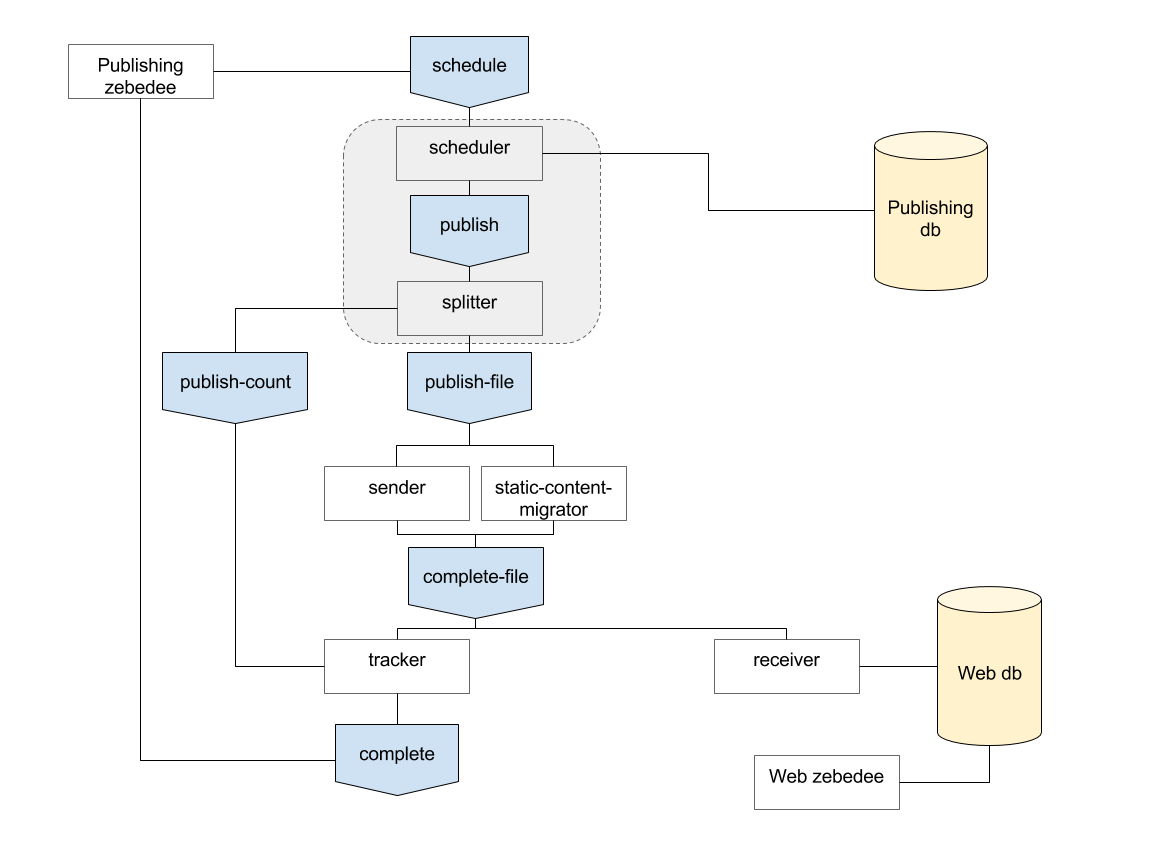 Publishing
zebedee
schedule
scheduler
publish
Publishing
db
splitter
publish-count
publish-file
sender
static-content-
migrator
complete-file
tracker
receiver
Web db
complete
Web zebedee